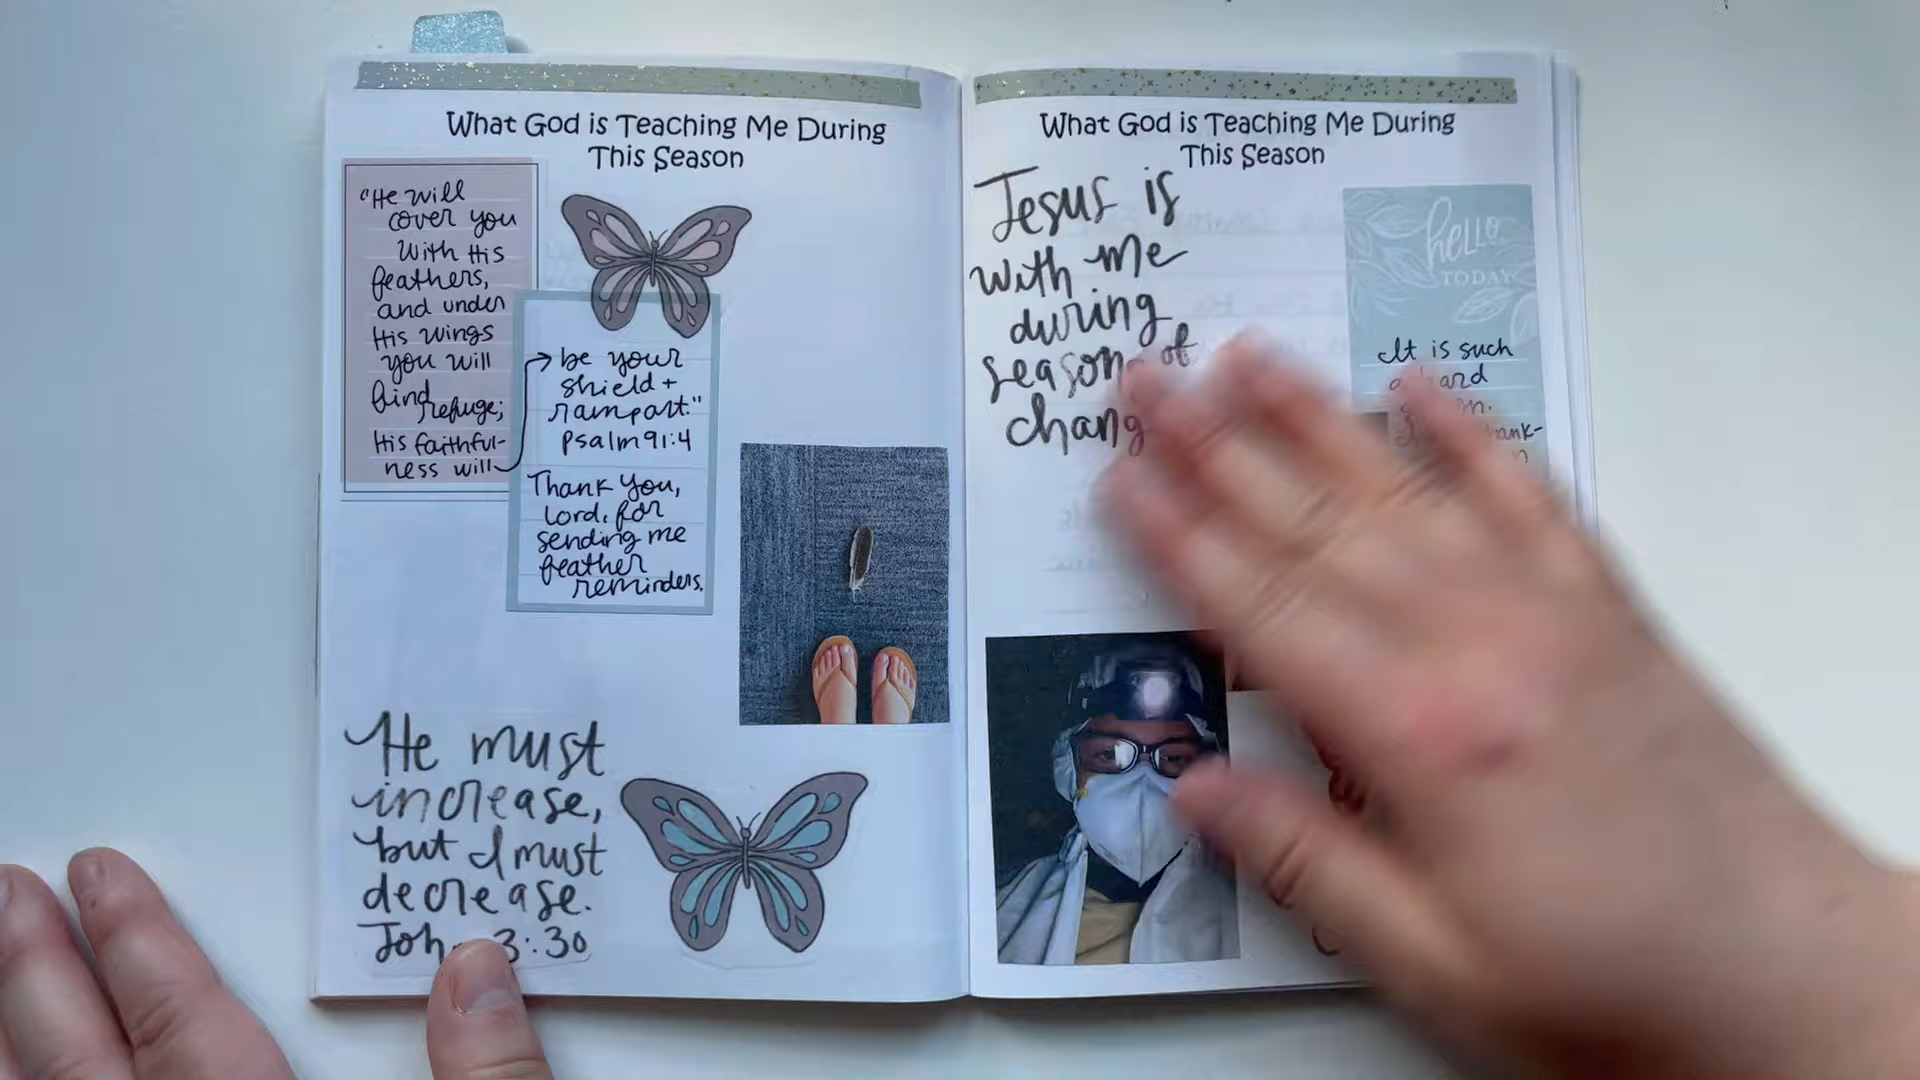 What God is Teaching Me During
This Season
"He will
cover you
with His
feathers,
and under
His wings
you will
find
refuge;
His faithful-
ness will
be your
shield +
rampart."
Psalm 91:4
Thank You,
Lord, for
sending me
feather
reminders.
He must
increase,
but I must
decrease.
3:30
What God is Teaching Me During
This Season
Jesus is
with me
during
of
hello
TODAY
It is such